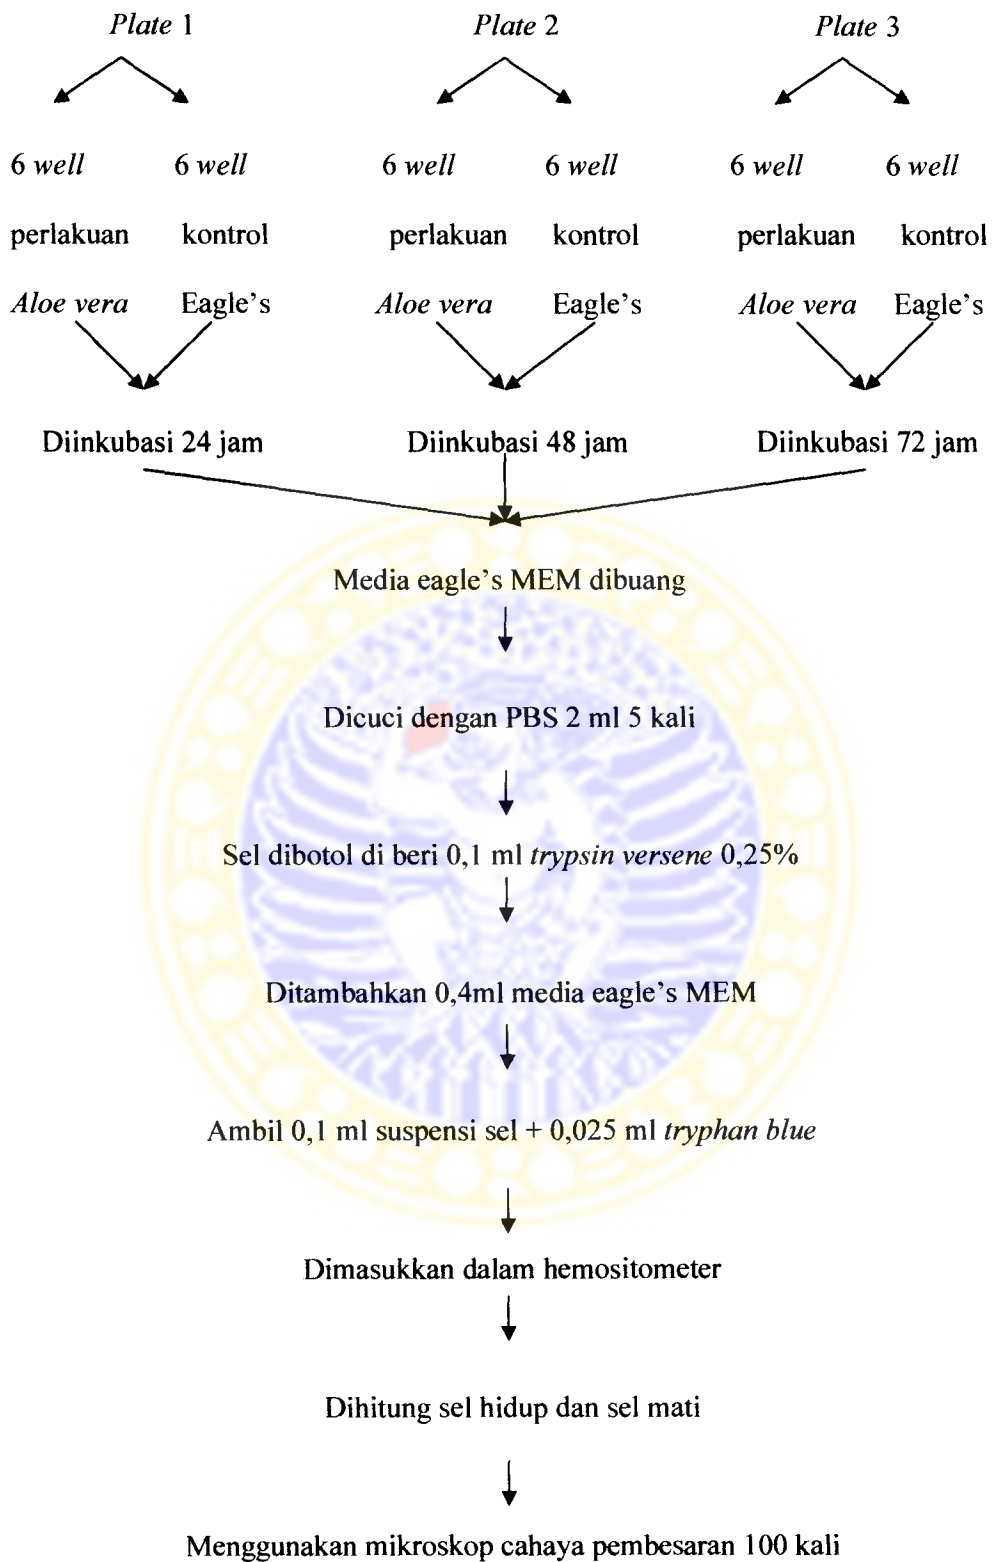 Plate 1 Plate 2 Plate 3
6 well 6 well 6 well 6 well 6 well 6 well
perlakuan kontrol perlakuan kontrol perlakuan kontrol
Aloe vera Eagle's Aloe vera Eagle's Aloe vera Eagle's
Diinkubasi 24 jam Diinkubasi 48 jam Diinkubasi 72 jam
Media eagle's MEM dibuang
Dicuci dengan PBS 2 ml 5 kali
Sel dibotol di beri 0,1 ml trypsin versene 0,25%
Ditambahkan 0,4ml media eagle's MEM
Ambil 0,1 ml suspensi sel + 0,025 ml tryphan blue
Dimasukkan dalam hemositometer
Dihitung sel hidup dan sel mati
Menggunakan mikroskop cahaya pembesaran 100 kali